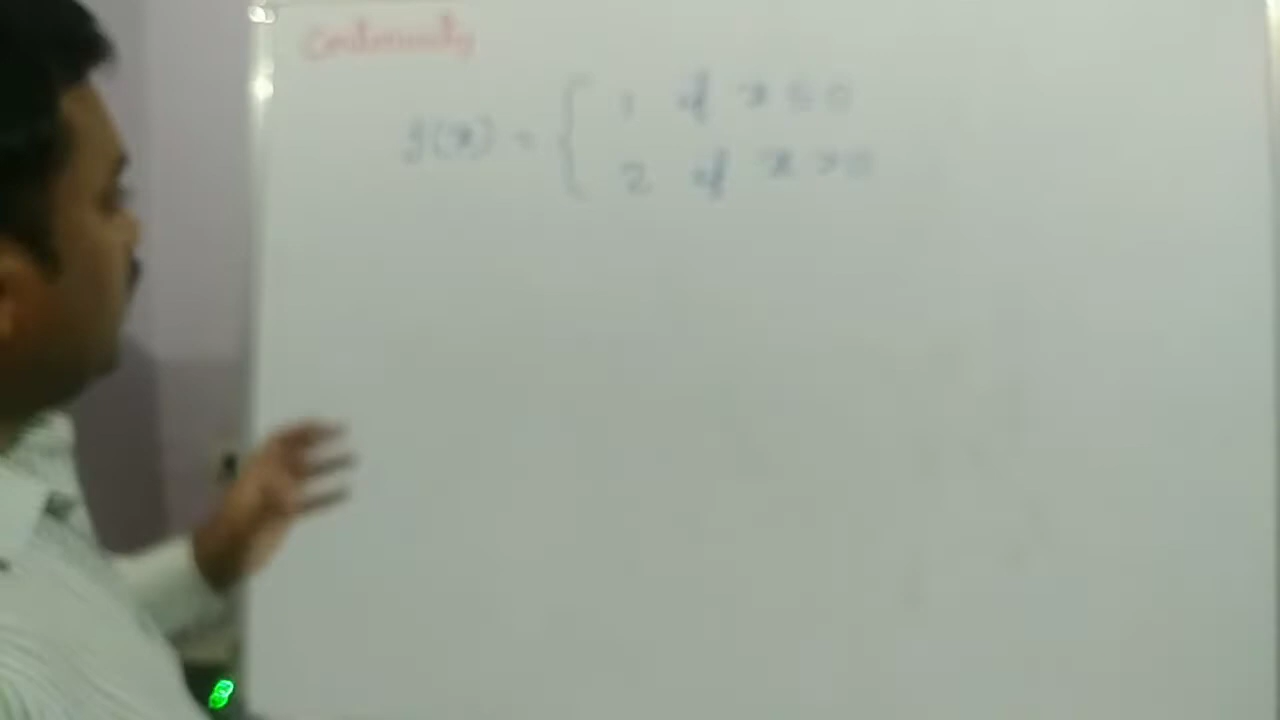 Continuity
f(x) = { 1 if x ≤ 0
2 if x > 0